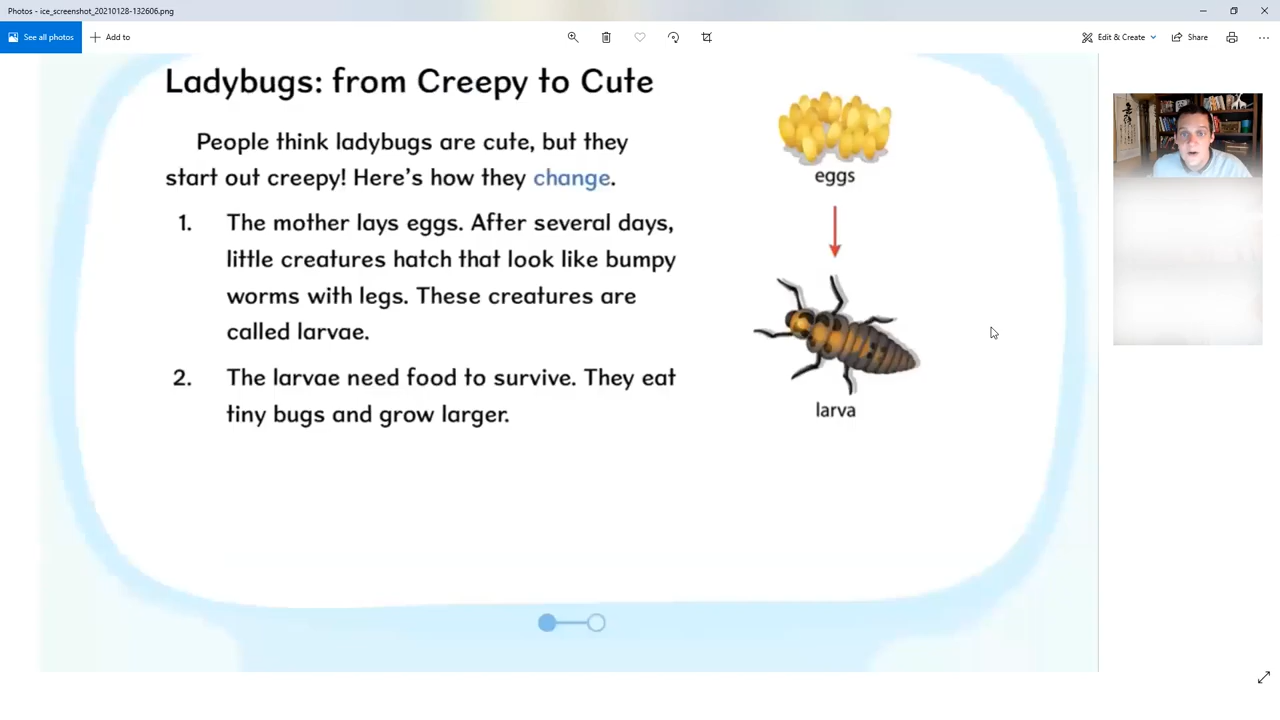 Photos - ice_screenshot_20210128-132606.png
See all photos
Add to
Edit & Create
Share
Ladybugs: from Creepy to Cute
People think ladybugs are cute, but they
start out creepy! Here's how they change.
1. The mother lays eggs. After several days,
little creatures hatch that look like bumpy
worms with legs. These creatures are
called larvae.
2. The larvae need food to survive. They eat
tiny bugs and grow larger.
eggs
larva